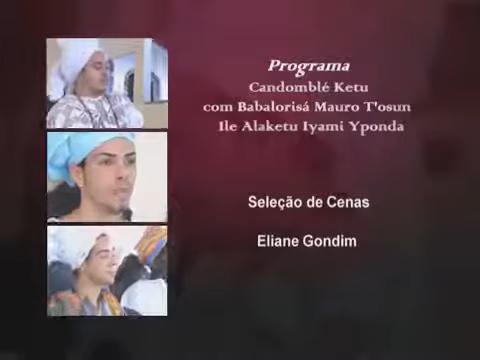 Programa
Candomblé Ketu
com Babalorisá Mauro T'osun
Ile Alaketu Iyami Yponda
Seleção de Cenas
Eliane Gondim